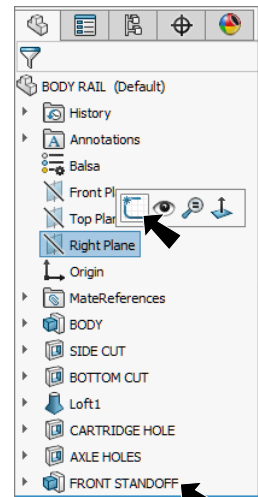 BODY RAIL (Default)
History
Annotations
Balsa
Front Pl
Top Plan
Right Plane
Origin
MateReferences
BODY
SIDE CUT
BOTTOM CUT
Loft1
CARTRIDGE HOLE
AXLE HOLES
FRONT STANDOFF